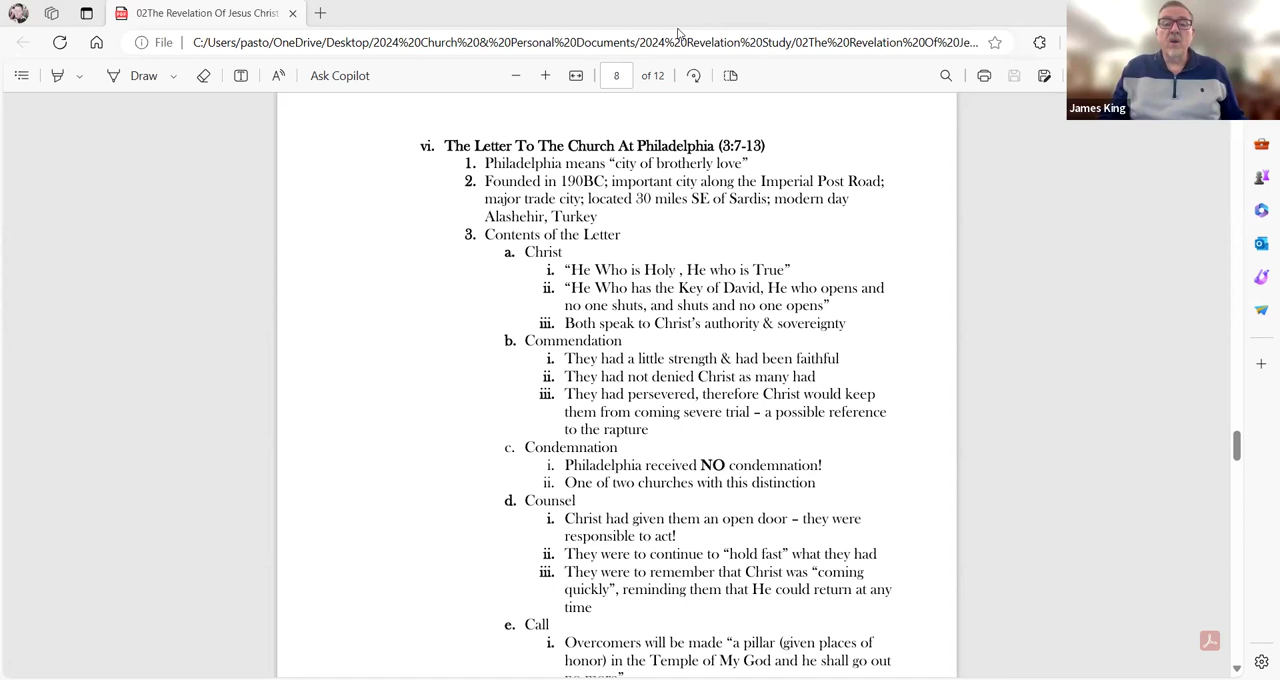 02The Revelation Of Jesus Christ
File
C:/Users/pasto/OneDrive/Desktop/2024%20Church%20&%20Personal%20Documents/2024%20Revelation%20Study/02The%20Revelation%20Of%20Je...
Draw
Ask Copilot
8
of 12
James King
vi. The Letter To The Church At Philadelphia (3:7-13)
1. Philadelphia means “city of brotherly love”
2. Founded in 190BC; important city along the Imperial Post Road;
major trade city; located 30 miles SE of Sardis; modern day
Alashehir, Turkey
3. Contents of the Letter
a. Christ
i. “He Who is Holy , He who is True”
ii. “He Who has the Key of David, He who opens and
no one shuts, and shuts and no one opens”
iii. Both speak to Christ’s authority & sovereignty
b. Commendation
i. They had a little strength & had been faithful
ii. They had not denied Christ as many had
iii. They had persevered, therefore Christ would keep
them from coming severe trial – a possible reference
to the rapture
c. Condemnation
i. Philadelphia received NO condemnation!
ii. One of two churches with this distinction
d. Counsel
i. Christ had given them an open door – they were
responsible to act!
ii. They were to continue to “hold fast” what they had
iii. They were to remember that Christ was “coming
quickly”, reminding them that He could return at any
time
e. Call
i. Overcomers will be made “a pillar (given places of
honor) in the Temple of My God and he shall go out
no more”